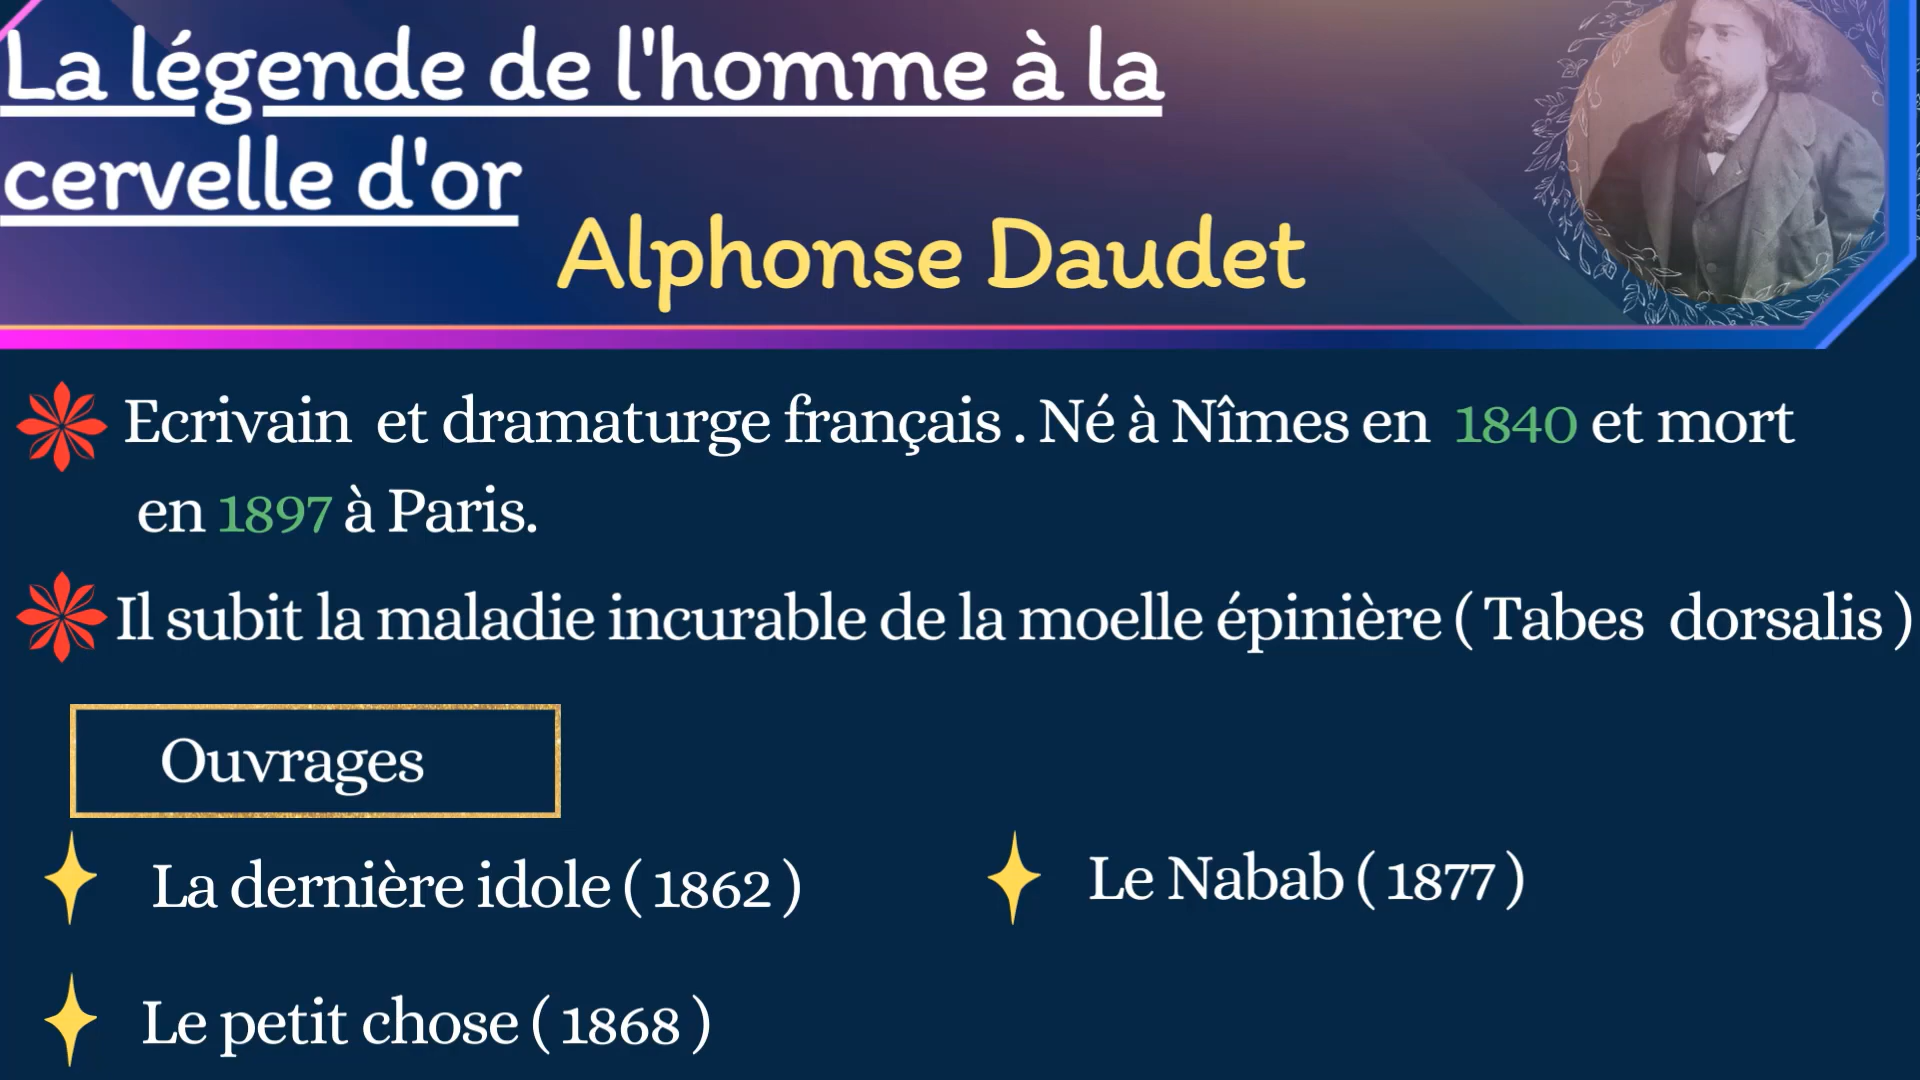 La légende de l'homme à la
cervelle d'or
Alphonse Daudet
Ecrivain et dramaturge français . Né à Nîmes en 1840 et mort
en 1897 à Paris.
Il subit la maladie incurable de la moelle épinière ( Tabes dorsalis )
Ouvrages
La dernière idole ( 1862 )
Le Nabab ( 1877 )
Le petit chose ( 1868 )